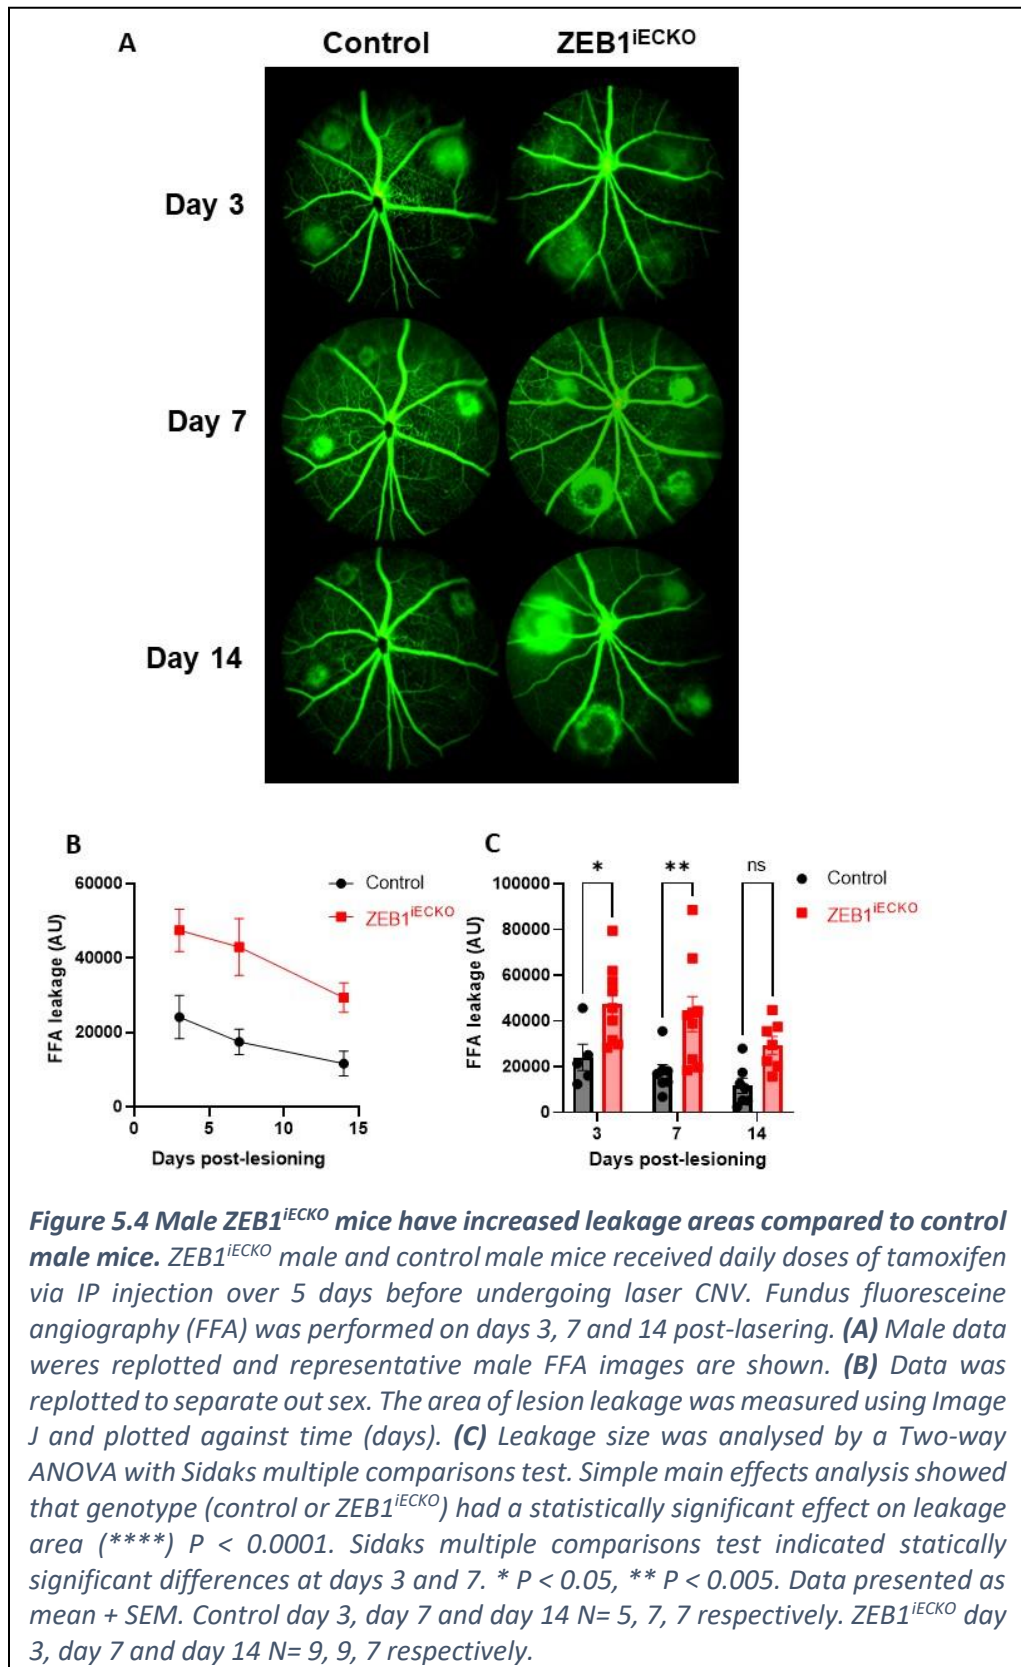 A
Control
ZEB1iECKO
Day 3
Day 7
Day 14
B
60000
40000
20000
0
0
5
10
15
FFA leakage (AU)
Days post-lesioning
Control
ZEB1iECKO
C
100000
80000
60000
40000
20000
0
*
**
ns
3
7
14
FFA leakage (AU)
Days post-lesioning
Control
ZEB1iECKO
Figure 5.4 Male ZEB1iECKO mice have increased leakage areas compared to control
male mice. ZEB1iECKO male and control male mice received daily doses of tamoxifen
via IP injection over 5 days before undergoing laser CNV. Fundus fluoresceine
angiography (FFA) was performed on days 3, 7 and 14 post-lasering. (A) Male data
weres replotted and representative male FFA images are shown. (B) Data was
replotted to separate out sex. The area of lesion leakage was measured using Image
J and plotted against time (days). (C) Leakage size was analysed by a Two-way
ANOVA with Sidaks multiple comparisons test. Simple main effects analysis showed
that genotype (control or ZEB1iECKO) had a statistically significant effect on leakage
area (****) P < 0.0001. Sidaks multiple comparisons test indicated statically
significant differences at days 3 and 7. * P < 0.05, ** P < 0.005. Data presented as
mean + SEM. Control day 3, day 7 and day 14 N= 5, 7, 7 respectively. ZEB1iECKO day
3, day 7 and day 14 N= 9, 9, 7 respectively.